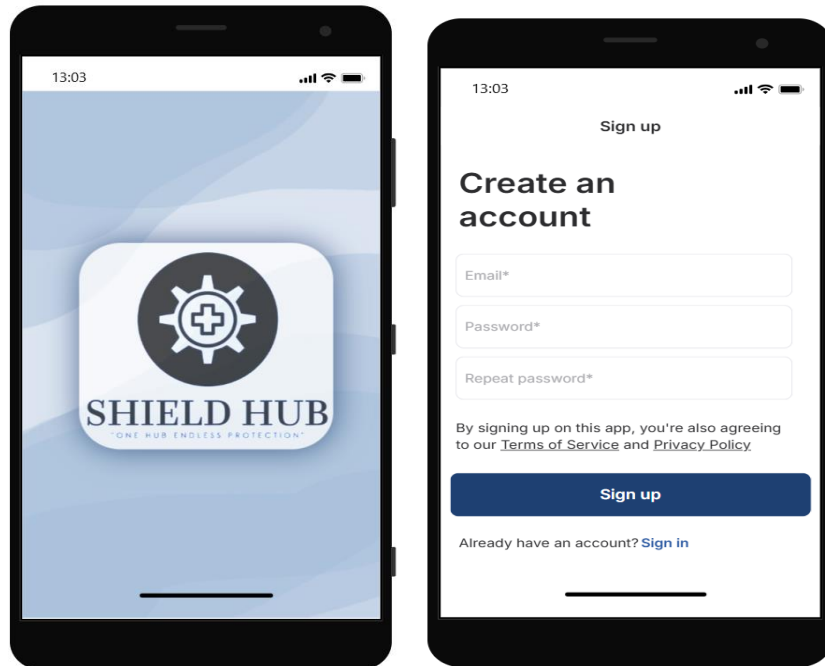 13:03
SHIELD HUB
"ONE HUB ENDLESS PROTECTION"
13:03
Sign up
Create an
account
Email*
Password*
Repeat password*
By signing up on this app, you're also agreeing
to our Terms of Service and Privacy Policy
Sign up
Already have an account? Sign in